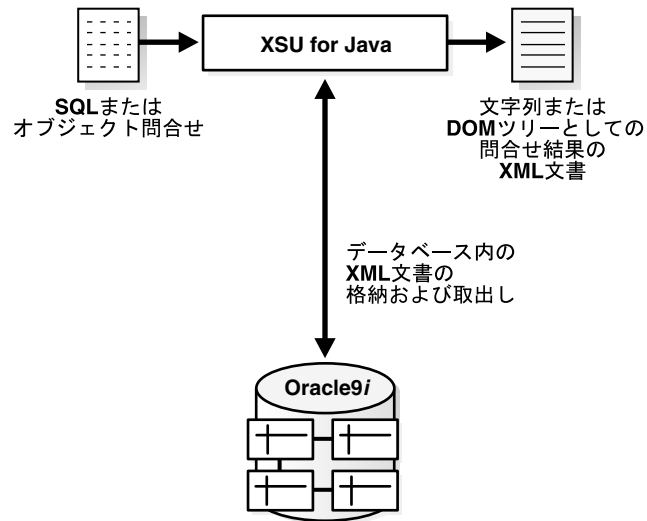 XSU for Java
SQLまたは
オブジェクト問合せ
文字列または
DOMツリーとしての
問合せ結果の
XML文書
データベース内の
XML文書の
格納および取出し
Oracle9i